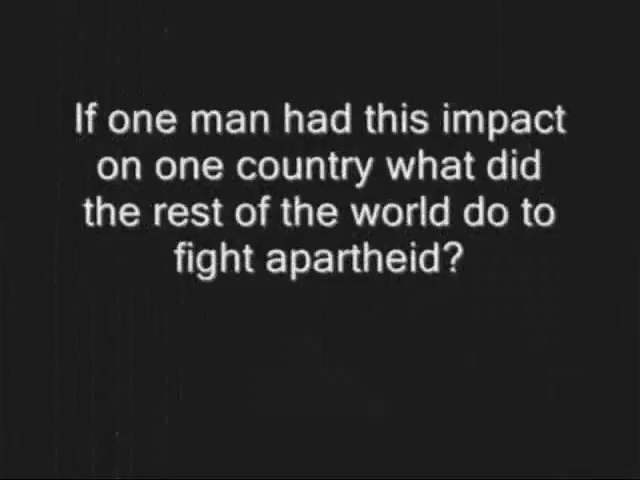 If one man had this impact
on one country what did
the rest of the world do to
fight apartheid?